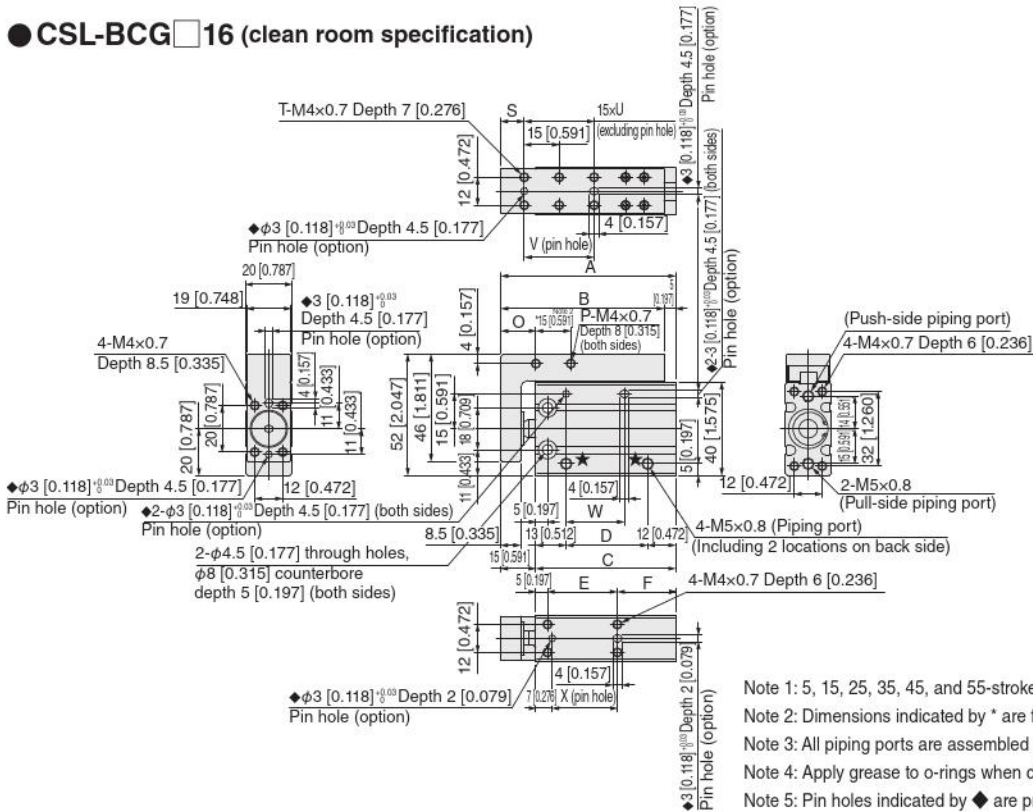 ● CSL-BCG□16 (clean room specification)
T-M4×0.7 Depth 7 [0.276]
S
15×U
(excluding pin hole)
15 [0.591]
12 [0.472]
◆3 [0.118] +0.03 0 Depth 4.5 [0.177]
Pin hole (option)
◆φ3 [0.118] +0.03 0 Depth 4.5 [0.177]
Pin hole (option)
4 [0.157]
V (pin hole)
◆2-3 [0.118] +0.03 0 Depth 4.5 [0.177] (both sides)
Pin hole (option)
20 [0.787]
19 [0.748]
◆3 [0.118] +0.03 0
Depth 4.5 [0.177]
Pin hole (option)
4-M4×0.7
Depth 8.5 [0.335]
4 [0.157]
11 [0.433]
11 [0.433]
20 [0.787]
20 [0.787]
12 [0.472]
◆φ3 [0.118] +0.03 0 Depth 4.5 [0.177]
Pin hole (option)
A
B
5
[0.197]
O
*15 [0.591]
Note 2
P-M4×0.7
Depth 8 [0.315]
(both sides)
4 [0.157]
52 [2.047]
46 [1.811]
15 [0.591]
18 [0.709]
11 [0.433]
5 [0.197]
40 [1.575]
★ ★
4 [0.157]
5 [0.197]
W
8.5 [0.335]
13 [0.512]
D
12 [0.472]
15 [0.591]
C
◆2-φ3 [0.118] +0.03 0 Depth 4.5 [0.177] (both sides)
Pin hole (option)
2-φ4.5 [0.177] through holes,
φ8 [0.315] counterbore
depth 5 [0.197] (both sides)
4-M5×0.8 (Piping port)
(Including 2 locations on back side)
(Push-side piping port)
4-M4×0.7 Depth 6 [0.236]
14 [0.551]
15 [0.591]
32 [1.260]
12 [0.472]
2-M5×0.8
(Pull-side piping port)
5 [0.197]
E
F
4-M4×0.7 Depth 6 [0.236]
12 [0.472]
4 [0.157]
7 [0.276]
X (pin hole)
◆φ3 [0.118] +0.03 0 Depth 2 [0.079]
Pin hole (option)
◆3 [0.118] +0.03 0 Depth 2 [0.079]
Pin hole (option)
Note 1: 5, 15, 25, 35, 45, and 55-stroke
Note 2: Dimensions indicated by * are
Note 3: All piping ports are assembled
Note 4: Apply grease to o-rings when
Note 5: Pin holes indicated by ◆ are